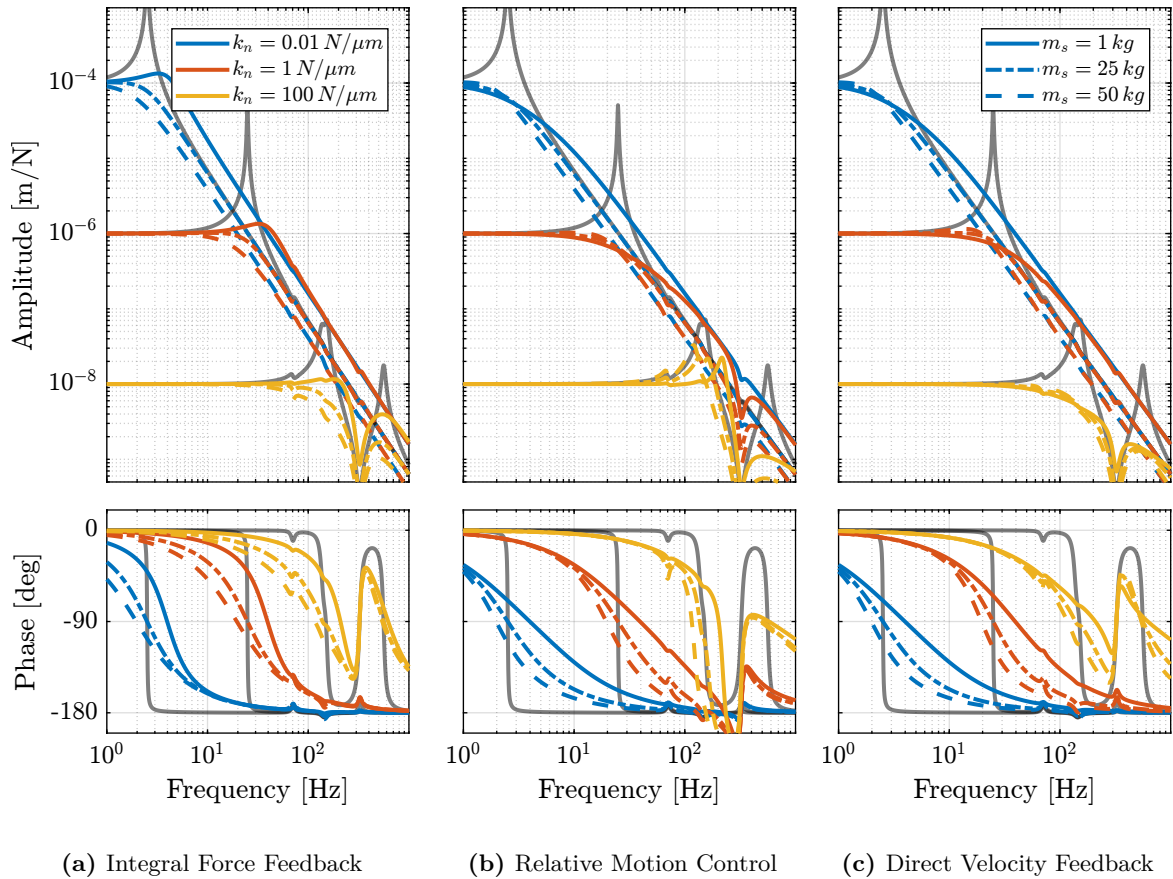 k_n = 0.01 N/μm
k_n = 1 N/μm
k_n = 100 N/μm
m_s = 1 kg
m_s = 25 kg
m_s = 50 kg
Amplitude [m/N]
10^{-4}
10^{-6}
10^{-8}
Phase [deg]
0
-90
-180
10^0 10^1 10^2
10^0 10^1 10^2
10^0 10^1 10^2
Frequency [Hz]
Frequency [Hz]
Frequency [Hz]
(a) Integral Force Feedback
(b) Relative Motion Control
(c) Direct Velocity Feedback